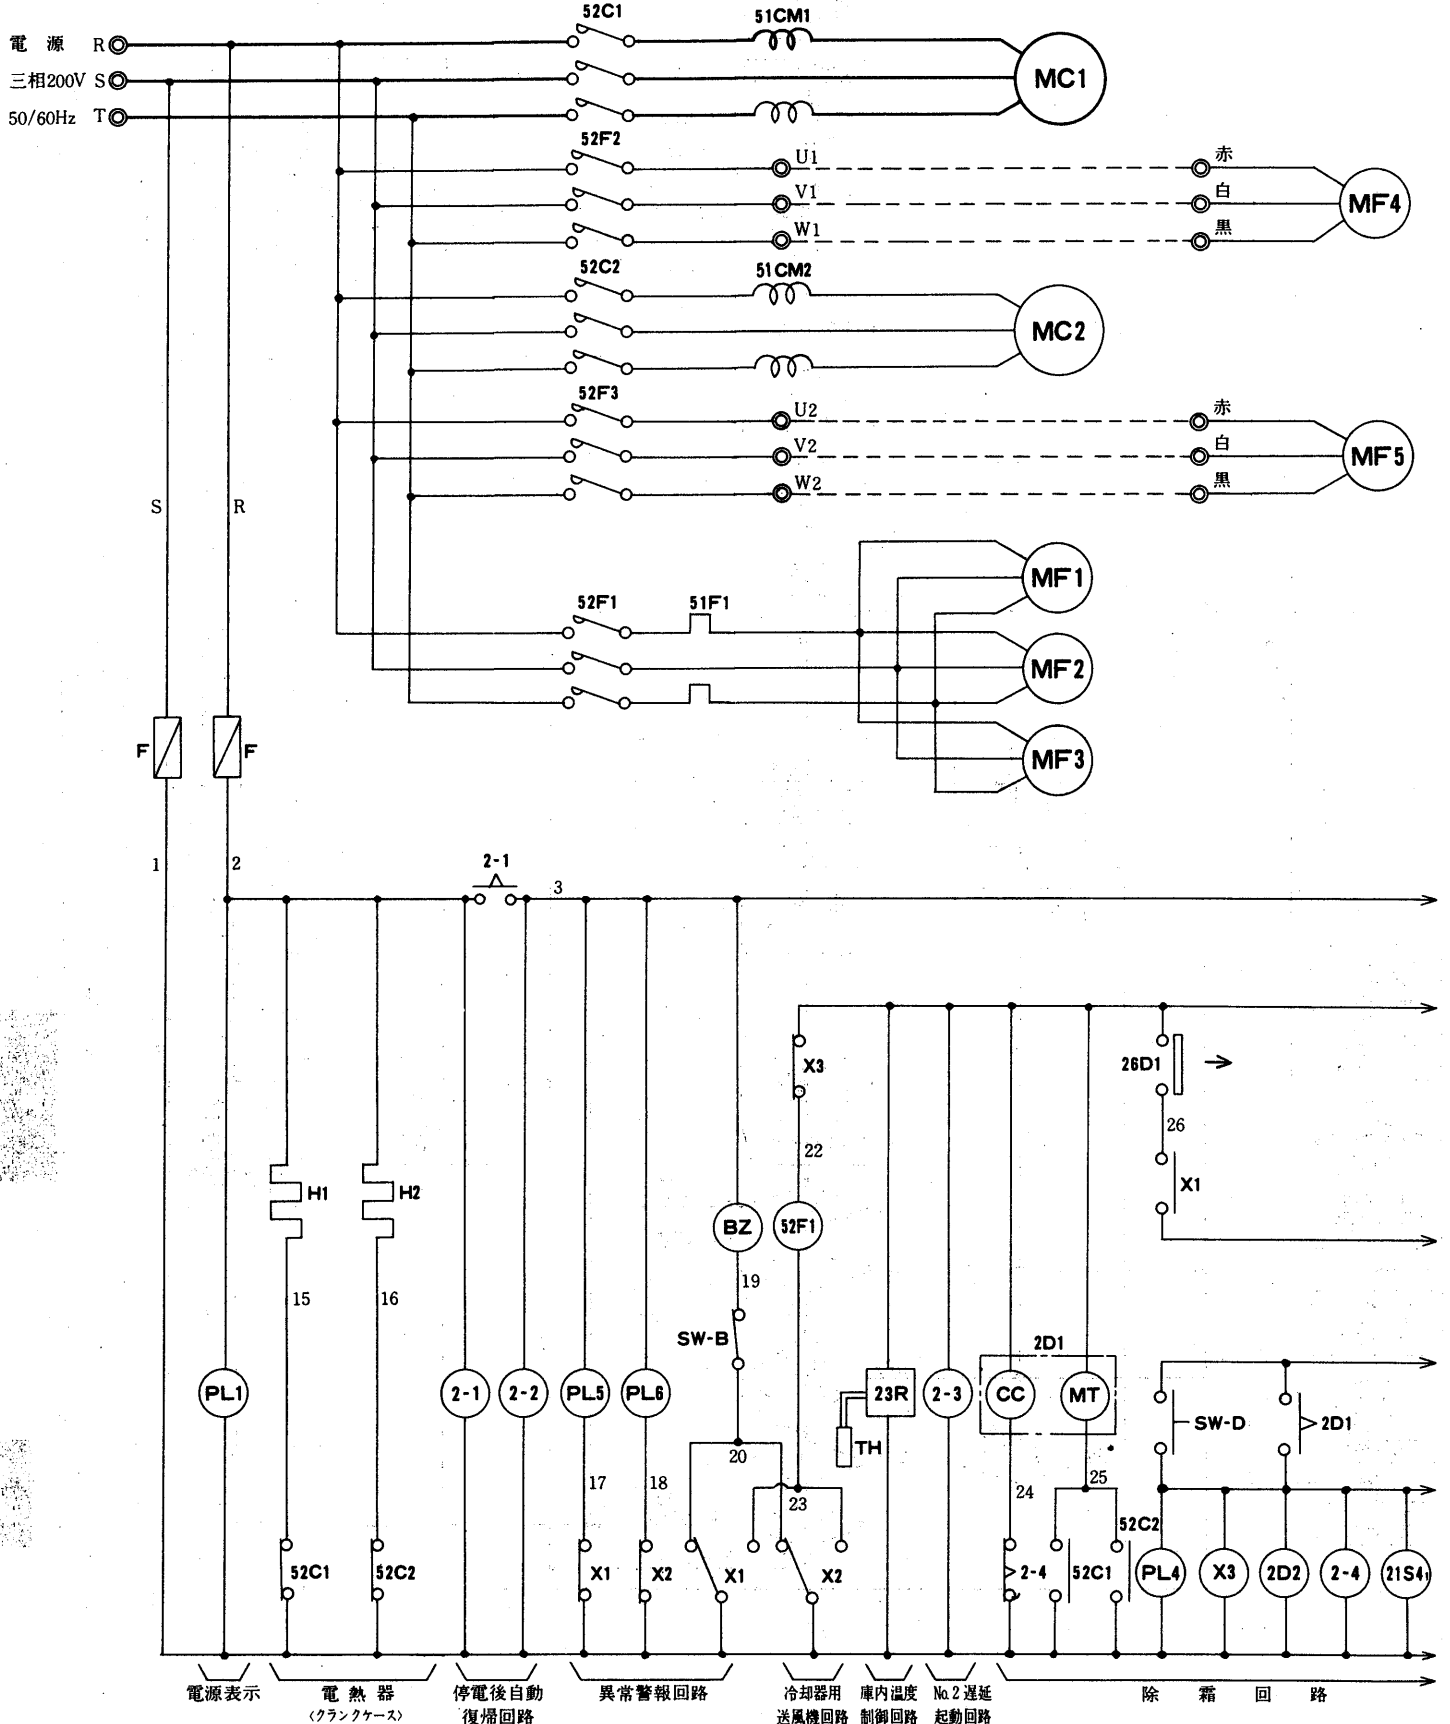 52C1
51CM1
電 源 R
三相200V S
50/60Hz T
MC1
52F2
U1
赤
V1
白
MF4
W1
黒
52C2
51CM2
MC2
52F3
U2
赤
V2
白
MF5
W2
黒
S
R
MF1
52F1
51F1
MF2
F
F
MF3
1
2
2-1
3
X3
26D1
22
26
X1
H1
H2
BZ
52F1
19
15
16
SW-B
2D1
PL1
2-1
2-2
PL5
PL6
23R
2-3
CC
MT
SW-D
2D1
TH
20
17
18
23
24
25
52C2
52C1
52C2
X1
X2
X1
X2
2-4
52C1
PL4
X3
2D2
2-4
21S4₁
電源表示
電 熱 器
〈クランクケース〉
停電後自動
復帰回路
異常警報回路
冷却器用
送風機回路
庫内温度
制御回路
No.2 遅延
起動回路
除 霜 回 路